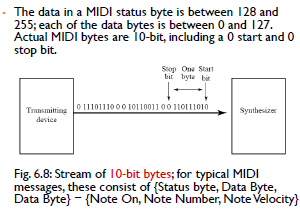 - The data in a MIDI status byte is between 128 and
255; each of the data bytes is between 0 and 127.
Actual MIDI bytes are 10-bit, including a 0 start and 0
stop bit.
Stop One Start
bit byte bit
Transmitting
device
0 11101110 0 0 10110011 0 0 110111010
Synthesizer
Fig. 6.8: Stream of 10-bit bytes; for typical MIDI
messages, these consist of {Status byte, Data Byte,
Data Byte} = {Note On, Note Number, Note Velocity}